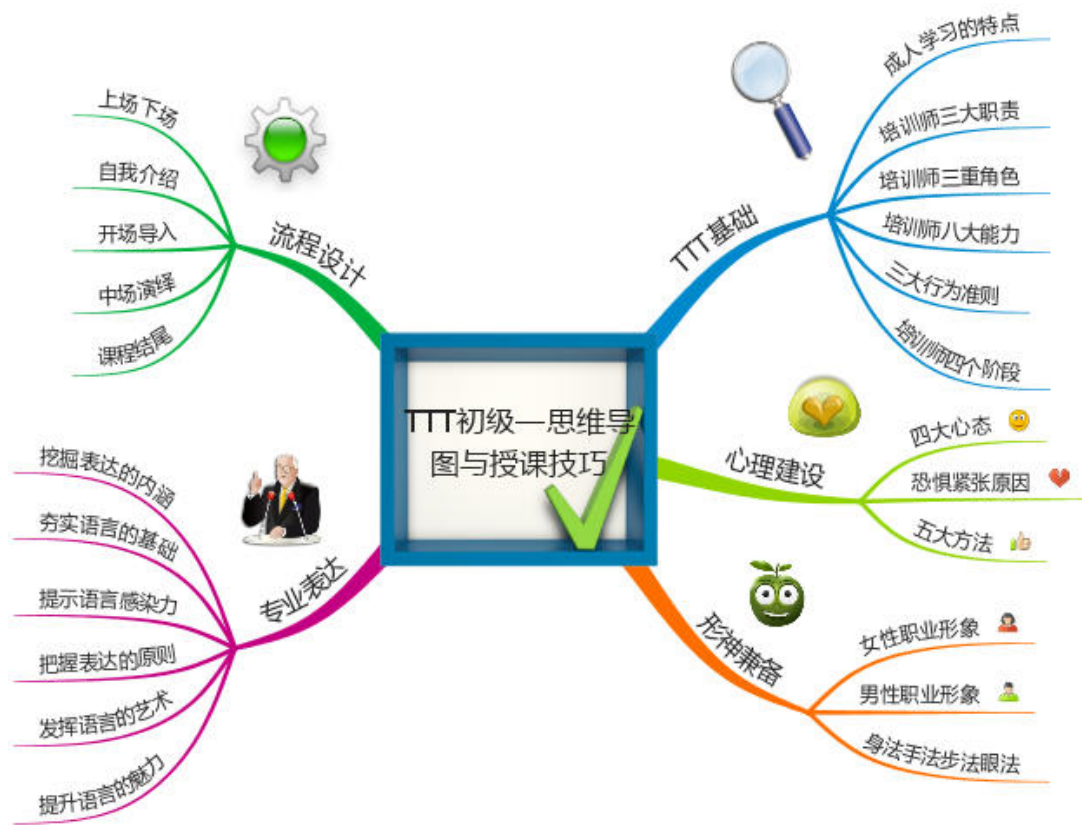 TTT初级—思维导
图与授课技巧
TTT基础
成人学习的特点
培训师三大职责
培训师三重角色
培训师八大能力
三大行为准则
培训师四个阶段
心理建设
四大心态
恐惧紧张原因
五大方法
形神兼备
女性职业形象
男性职业形象
身法手法步法眼法
专业表达
挖掘表达的内涵
夯实语言的基础
提示语言感染力
把握表达的原则
发挥语言的艺术
提升语言的魅力
流程设计
上场下场
自我介绍
开场导入
中场演绎
课程结尾